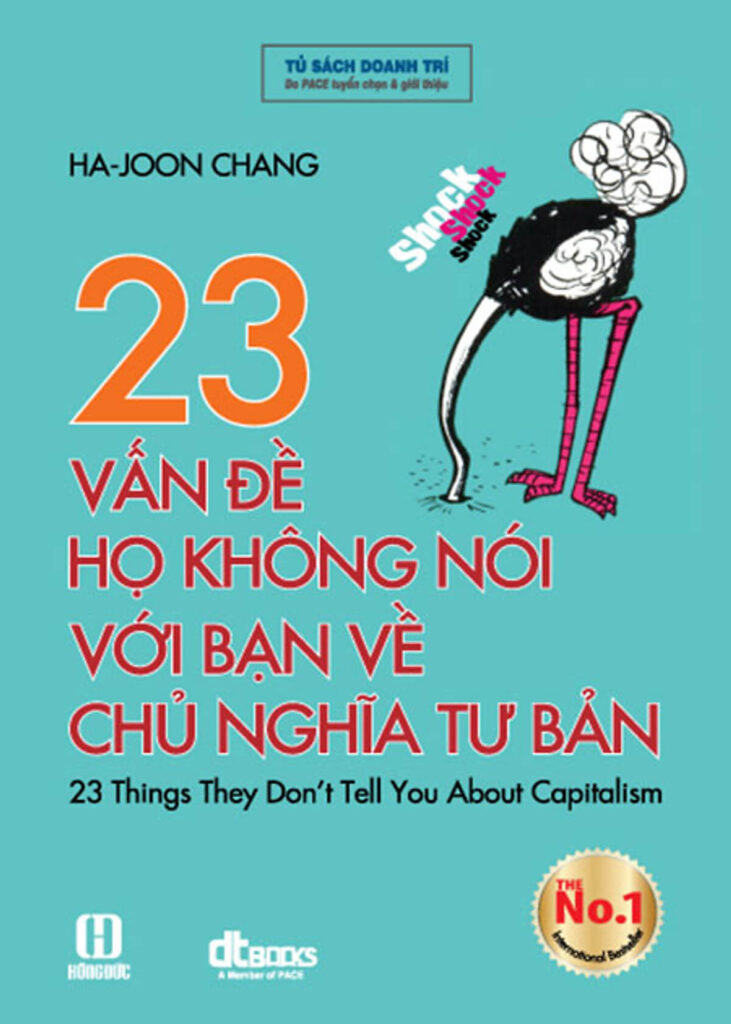 TỦ SÁCH DOANH TRÍ
Do PACE tuyển chọn & giới thiệu
HA-JOON CHANG
Shock
Shock
Shock
23
VẤN ĐỀ
HỌ KHÔNG NÓI
VỚI BẠN VỀ
CHỦ NGHĨA TƯ BẢN
23 Things They Don't Tell You About Capitalism
THE
No.1
International Bestseller
HỒNG ĐỨC
dtBOOKS
A Member of PACE